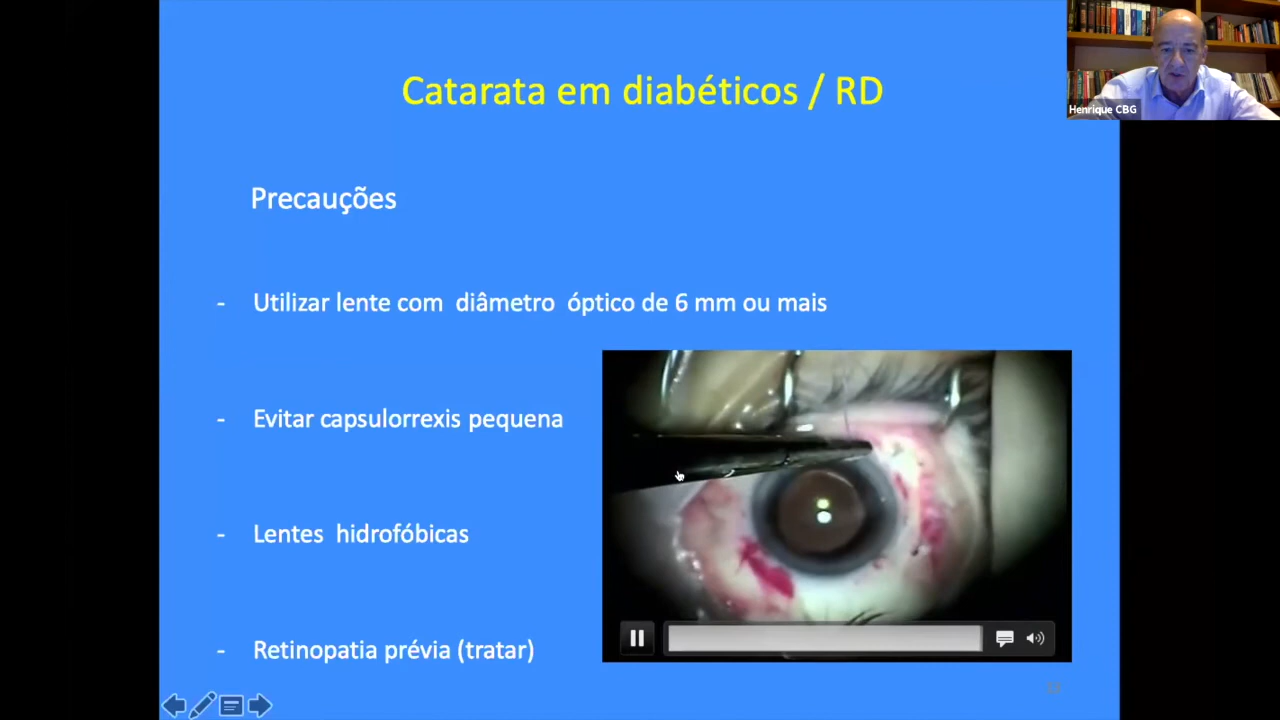 Catarata em diabéticos / RD
Henrique CBG
Precauções
- Utilizar lente com diâmetro óptico de 6 mm ou mais
- Evitar capsulorrexis pequena
- Lentes hidrofóbicas
- Retinopatia prévia (tratar)